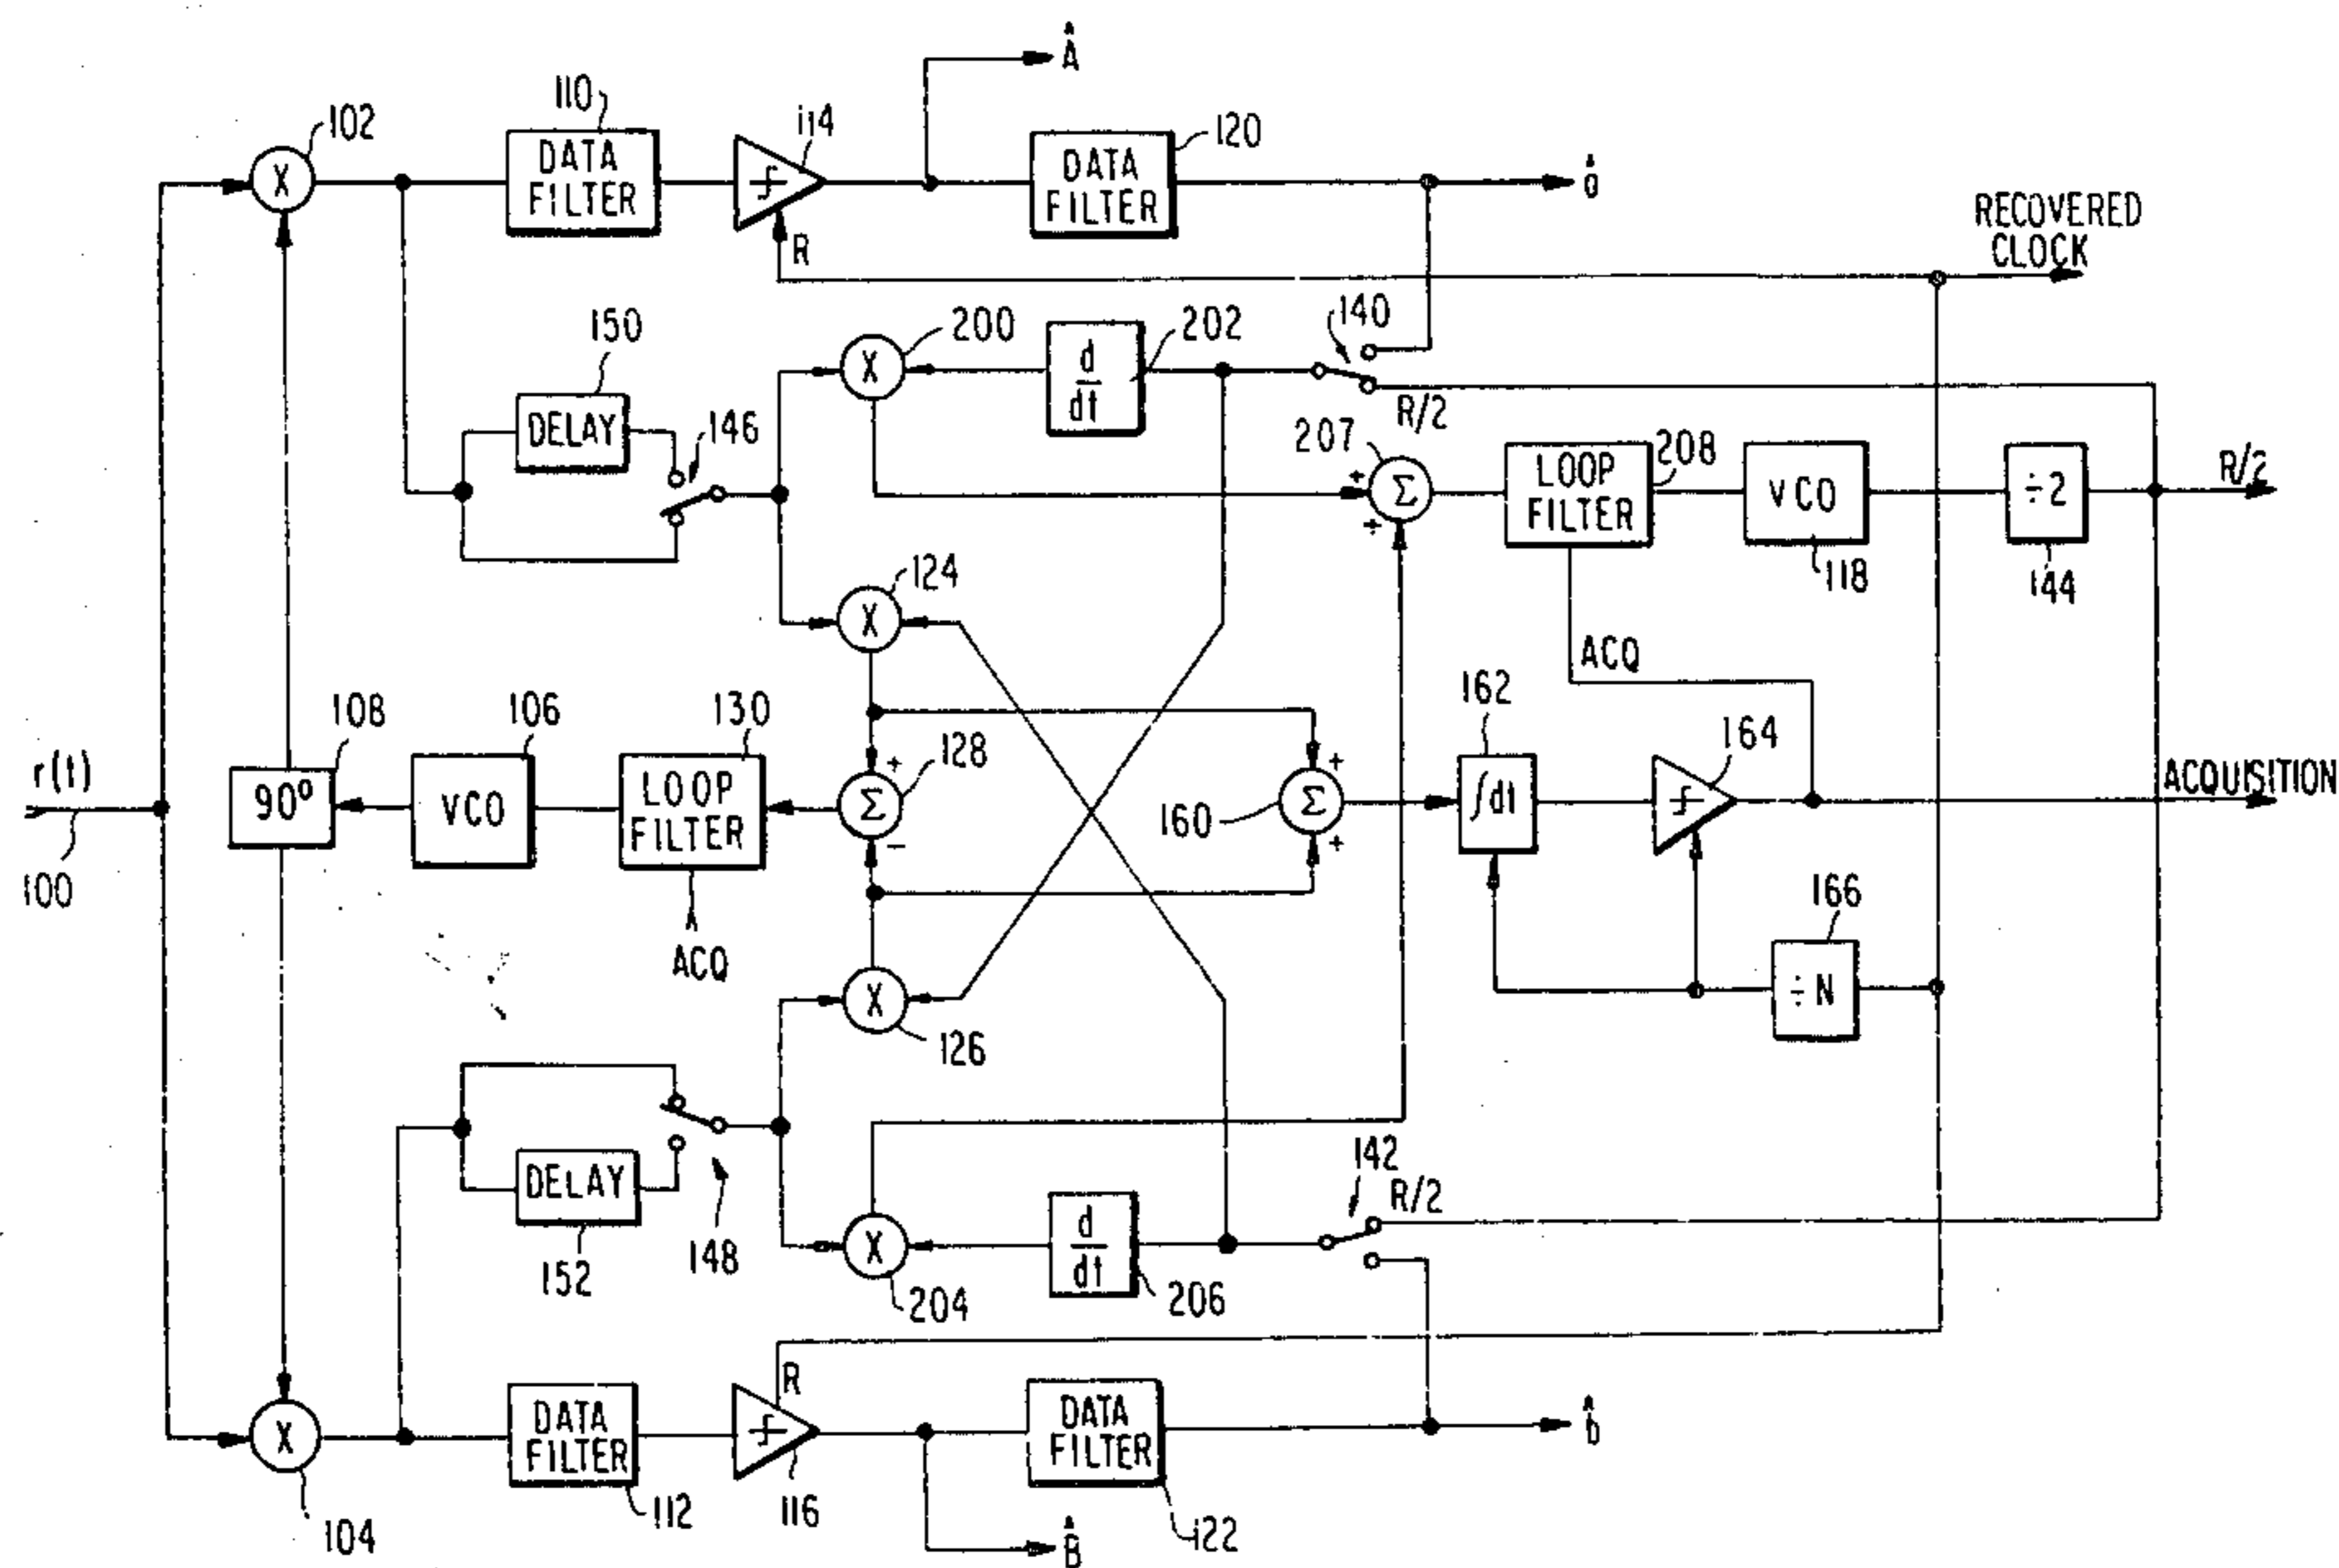 Â
110
102
114
DATA
FILTER
120
DATA
FILTER
X
â
R
RECOVERED
CLOCK
150
200
202
140
DELAY
X
d
dt
R/2
146
207
+
+
Σ
LOOP
FILTER
208
VCO
÷2
R/2
118
144
124
X
ACQ
162
164
108
106
130
128
r(t)
90°
VCO
LOOP
FILTER
+
Σ
−
160
+
Σ
+
∫dt
ACQUISITION
100
ACQ
166
÷N
X
126
142
R/2
DELAY
148
152
X
d
dt
204
206
R
X
DATA
FILTER
DATA
FILTER
b̂
104
112
116
122
B̂